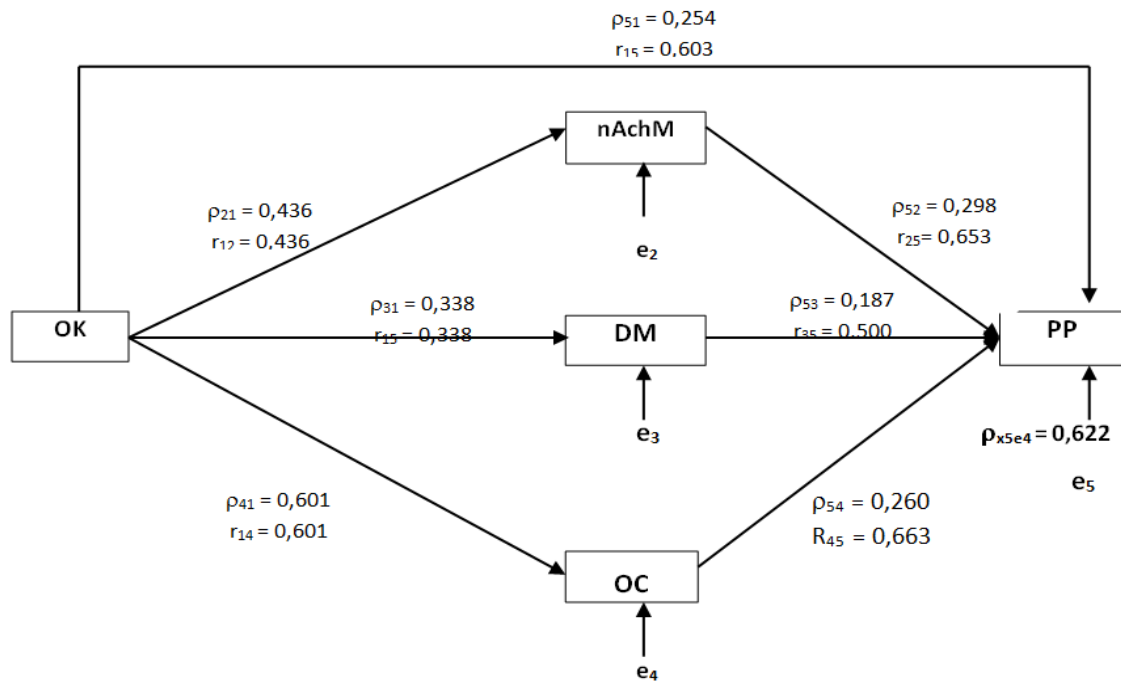 ρ₅₁ = 0,254
r₁₅ = 0,603
nAchM
ρ₂₁ = 0,436
r₁₂ = 0,436
e₂
ρ₅₂ = 0,298
r₂₅= 0,653
OK
ρ₃₁ = 0,338
r₁₅ = 0,338
DM
ρ₅₃ = 0,187
r₃₅ = 0.500
PP
e₃
ρₓ₅ₑ₄ = 0,622
e₅
ρ₄₁ = 0,601
r₁₄ = 0,601
ρ₅₄ = 0,260
R₄₅ = 0,663
OC
e₄